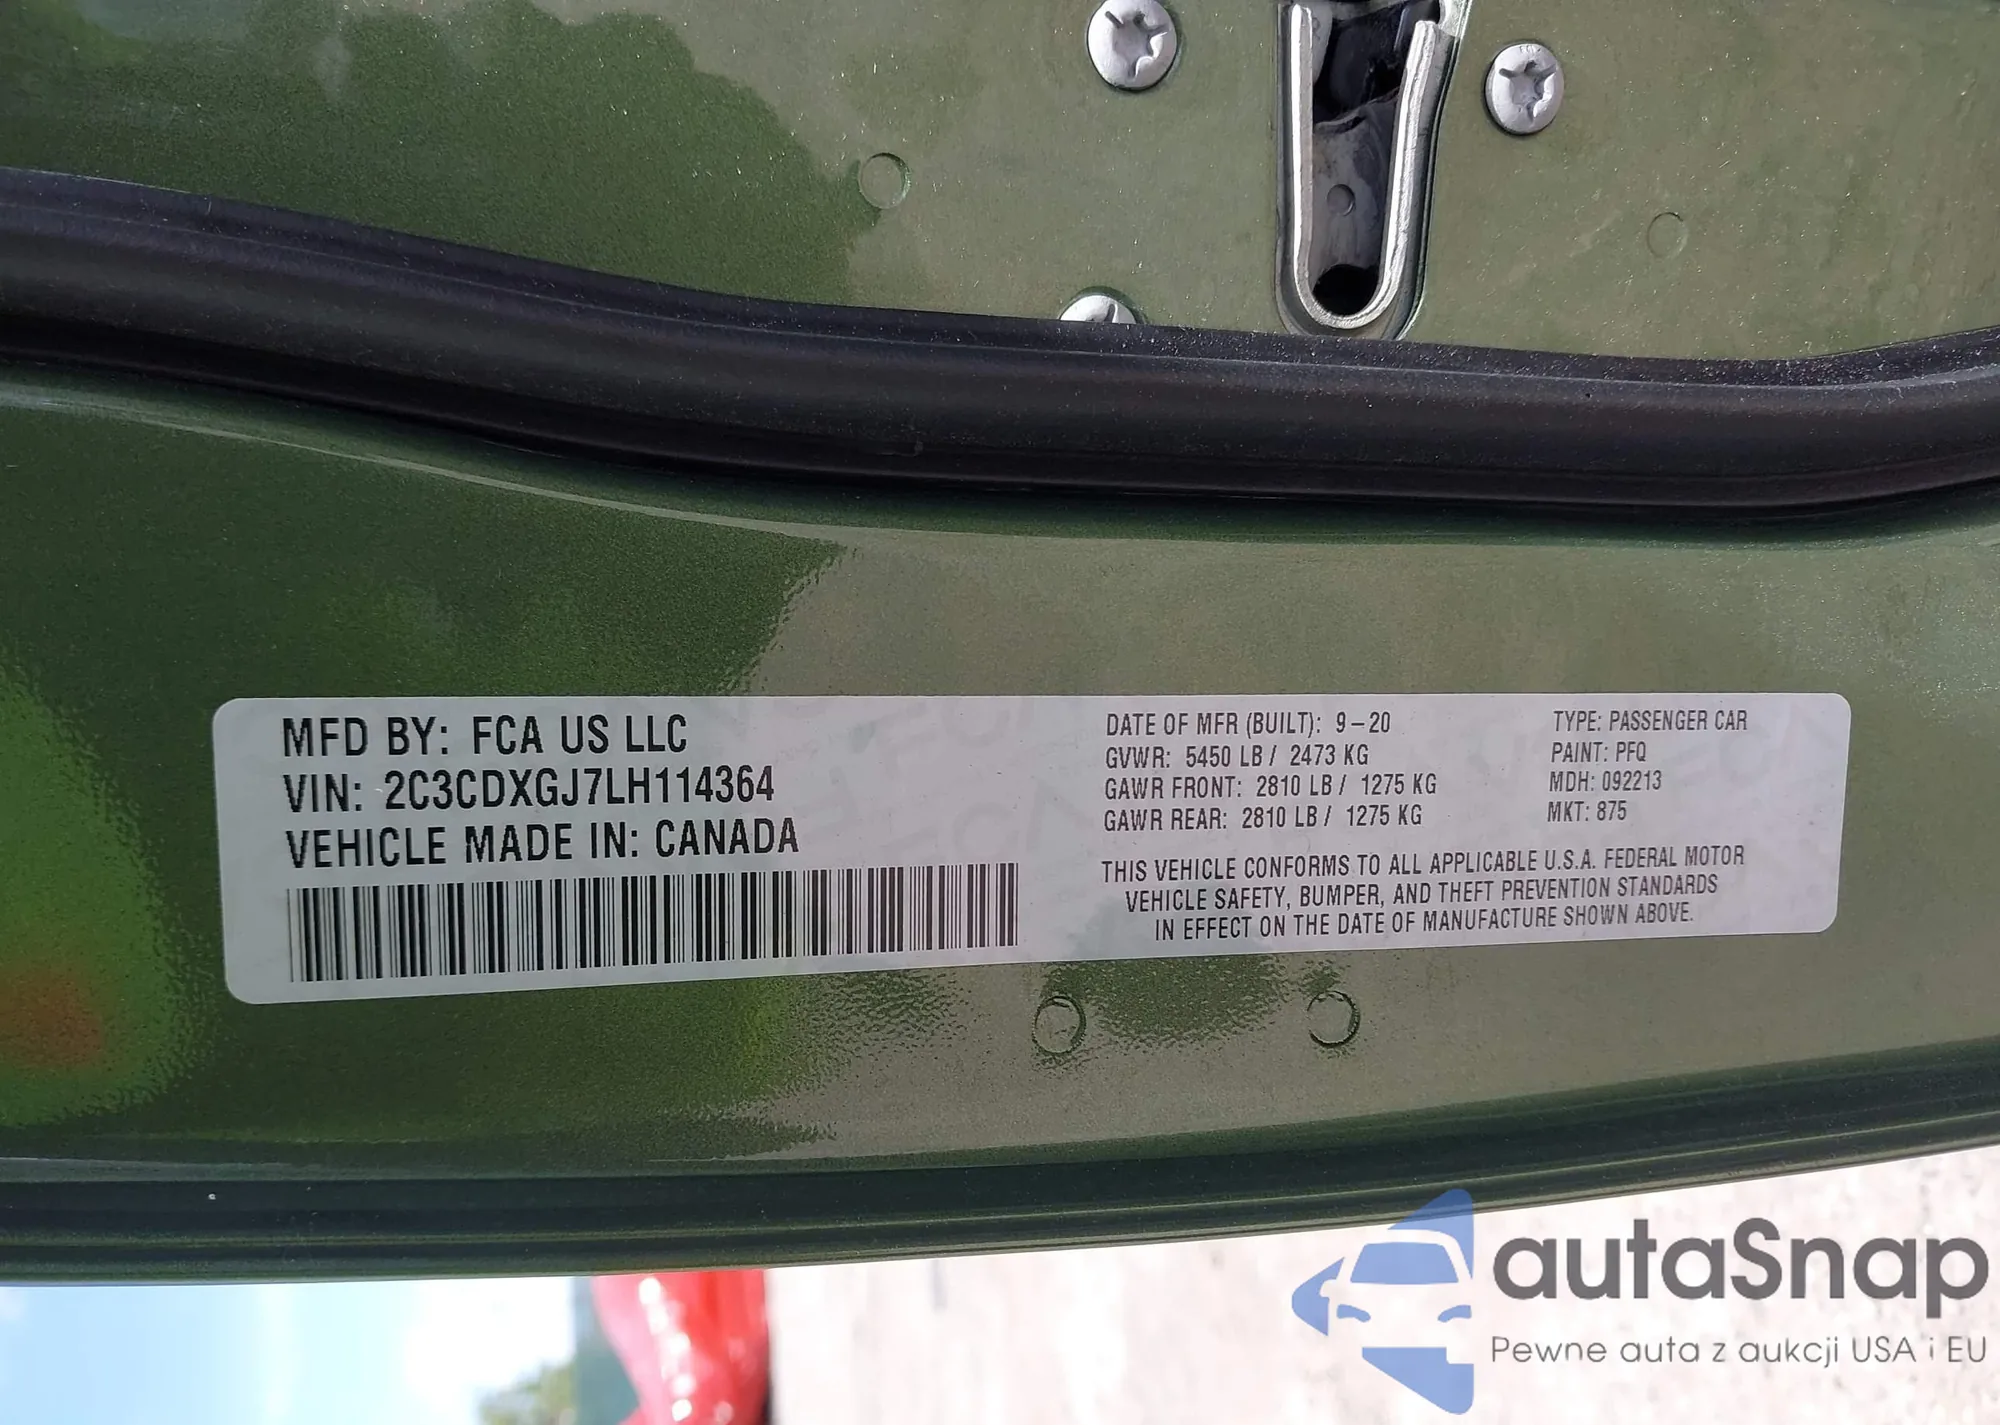 MFD BY: FCA US LLC
VIN: 2C3CDXGJ7LH114364
VEHICLE MADE IN: CANADA
DATE OF MFR (BUILT): 9-20
GVWR: 5450 LB / 2473 KG
GAWR FRONT: 2810 LB / 1275 KG
GAWR REAR: 2810 LB / 1275 KG
TYPE: PASSENGER CAR
PAINT: PFQ
MDH: 092213
MKT: 875
THIS VEHICLE CONFORMS TO ALL APPLICABLE U.S.A. FEDERAL MOTOR
VEHICLE SAFETY, BUMPER, AND THEFT PREVENTION STANDARDS
IN EFFECT ON THE DATE OF MANUFACTURE SHOWN ABOVE.
autaSnap
Pewne auta z aukcji USA i EU